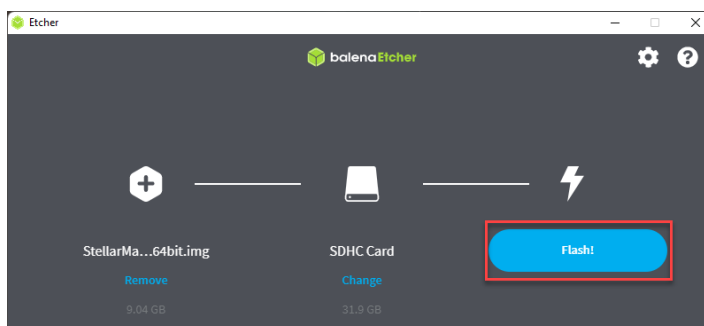 Etcher
balenaEtcher
StellarMa...64bit.img
SDHC Card
Flash!
Remove
Change
9.04 GB
31.9 GB